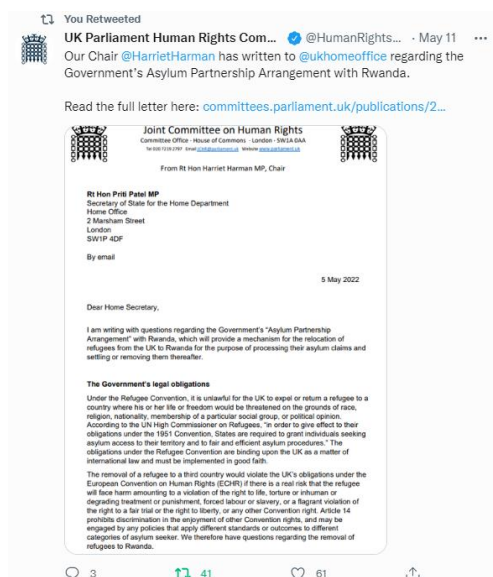 You Retweeted
UK Parliament Human Rights Com... @HumanRights... · May 11 ...
Our Chair @HarrietHarman has written to @ukhomeoffice regarding the
Government's Asylum Partnership Arrangement with Rwanda.
Read the full letter here: committees.parliament.uk/publications/2...
Joint Committee on Human Rights
Committee Office · House of Commons · London · SW1A 0AA
From Rt Hon Harriet Harman MP, Chair
Rt Hon Priti Patel MP
Secretary of State for the Home Department
Home Office
2 Marsham Street
London
SW1P 4DF
By email
5 May 2022
Dear Home Secretary,
I am writing with questions regarding the Government's "Asylum Partnership
Arrangement" with Rwanda, which will provide a mechanism for the relocation of
refugees from the UK to Rwanda for the purpose of processing their asylum claims and
settling or removing them thereafter.
The Government's legal obligations
Under the Refugee Convention, it is unlawful for the UK to expel or return a refugee to a
country where his or her life or freedom would be threatened on the grounds of race,
religion, nationality, membership of a particular social group, or political opinion.
According to the UN High Commissioner on Refugees, "in order to give effect to their
obligations under the 1951 Convention, States are required to grant individuals seeking
asylum access to their territory and to fair and efficient asylum procedures." The
obligations under the Refugee Convention are binding upon the UK as a matter of
international law and must be implemented in good faith.
The removal of a refugee to a third country would violate the UK's obligations under the
European Convention on Human Rights (ECHR) if there is a real risk that the refugee
will face harm amounting to a violation of the right to life, torture or inhuman or
degrading treatment or punishment, forced labour or slavery, or a flagrant violation of
the right to a fair trial or the right to liberty, or any other Convention right. Article 14
prohibits discrimination in the enjoyment of other Convention rights, and may be
engaged by any policies that apply different standards or outcomes to different
categories of asylum seeker. We therefore have questions regarding the removal of
refugees to Rwanda.
3 41 61